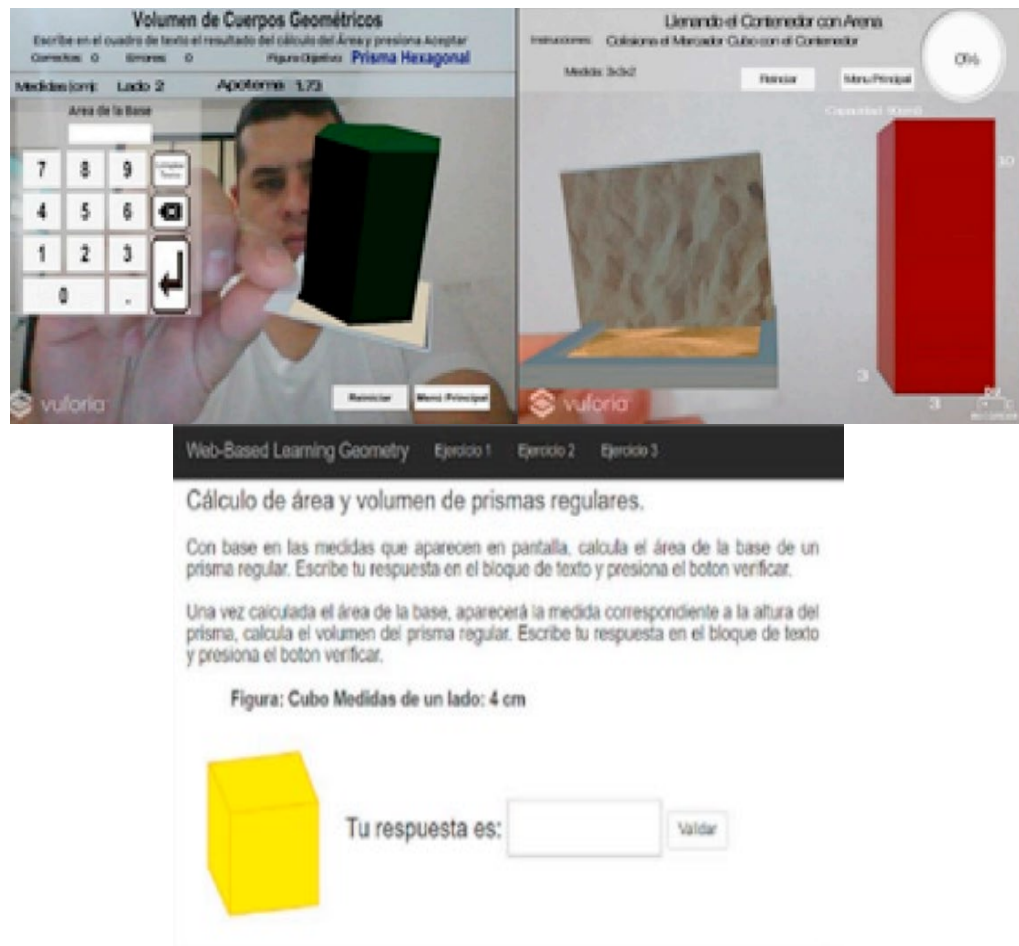 Volumen de Cuerpos Geométricos
Escribe en el cuadro de texto el resultado del cálculo del Área y presiona Aceptar
Correctas 0 Errores 0 Figura Objetivo: Prisma Hexagonal
Medidas (cm): Lado 2 Apotema 1.73
Area de la Base
7 8 9
4 5 6
1 2 3
0 .
Reiniciar Menú Principal
vuforia
Llenando el Contenedor con Arena
Instrucciones: Colisiona el Marcador Cubo con el Contenedor
0%
Medida: 3x3x2
Reiniciar Menu Principal
Capacidad: 90cm3
10
3
3
vuforia
Web-Based Learning Geometry Ejercicio 1 Ejercicio 2 Ejercicio 3
Cálculo de área y volumen de prismas regulares.
Con base en las medidas que aparecen en pantalla, calcula el área de la base de un
prisma regular. Escribe tu respuesta en el bloque de texto y presiona el boton verificar.
Una vez calculada el área de la base, aparecerá la medida correspondiente a la altura del
prisma, calcula el volumen del prisma regular. Escribe tu respuesta en el bloque de texto
y presiona el boton verificar.
Figura: Cubo Medidas de un lado: 4 cm
Tu respuesta es:
Validar